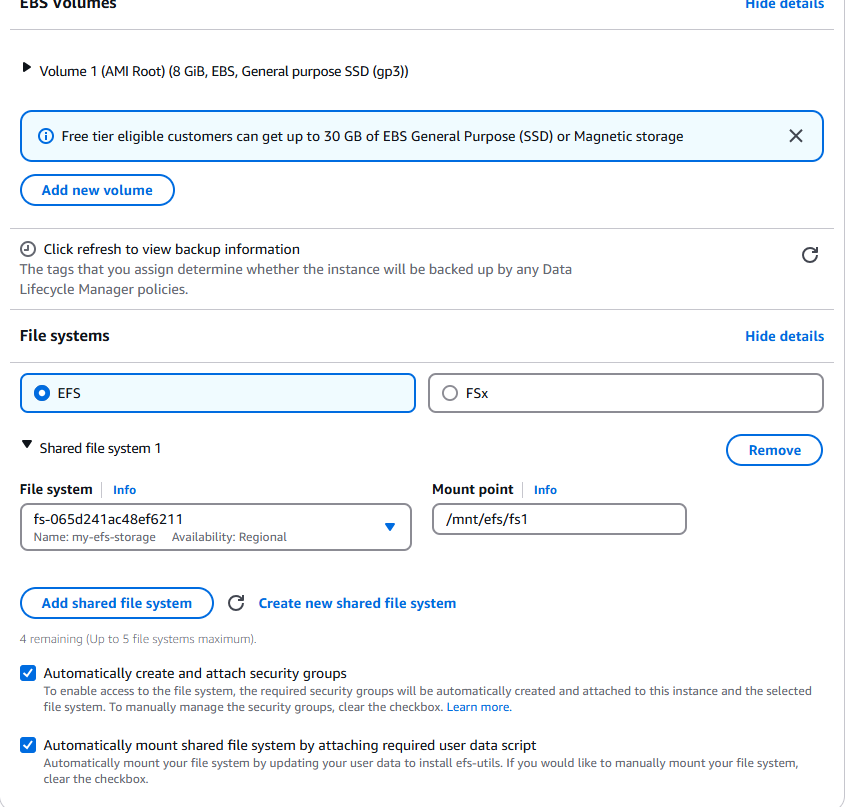 EBS Volumes
Hide details
Volume 1 (AMI Root) (8 GiB, EBS, General purpose SSD (gp3))
Free tier eligible customers can get up to 30 GB of EBS General Purpose (SSD) or Magnetic storage
Add new volume
Click refresh to view backup information
The tags that you assign determine whether the instance will be backed up by any Data
Lifecycle Manager policies.
File systems
Hide details
EFS
FSx
Shared file system 1
Remove
File system
Info
Mount point
Info
fs-065d241ac48ef6211
Name: my-efs-storage Availability: Regional
/mnt/efs/fs1
Add shared file system
Create new shared file system
4 remaining (Up to 5 file systems maximum).
Automatically create and attach security groups
To enable access to the file system, the required security groups will be automatically created and attached to this instance and the selected
file system. To manually manage the security groups, clear the checkbox. Learn more.
Automatically mount shared file system by attaching required user data script
Automatically mount your file system by updating your user data to install efs-utils. If you would like to manually mount your file system,
clear the checkbox.